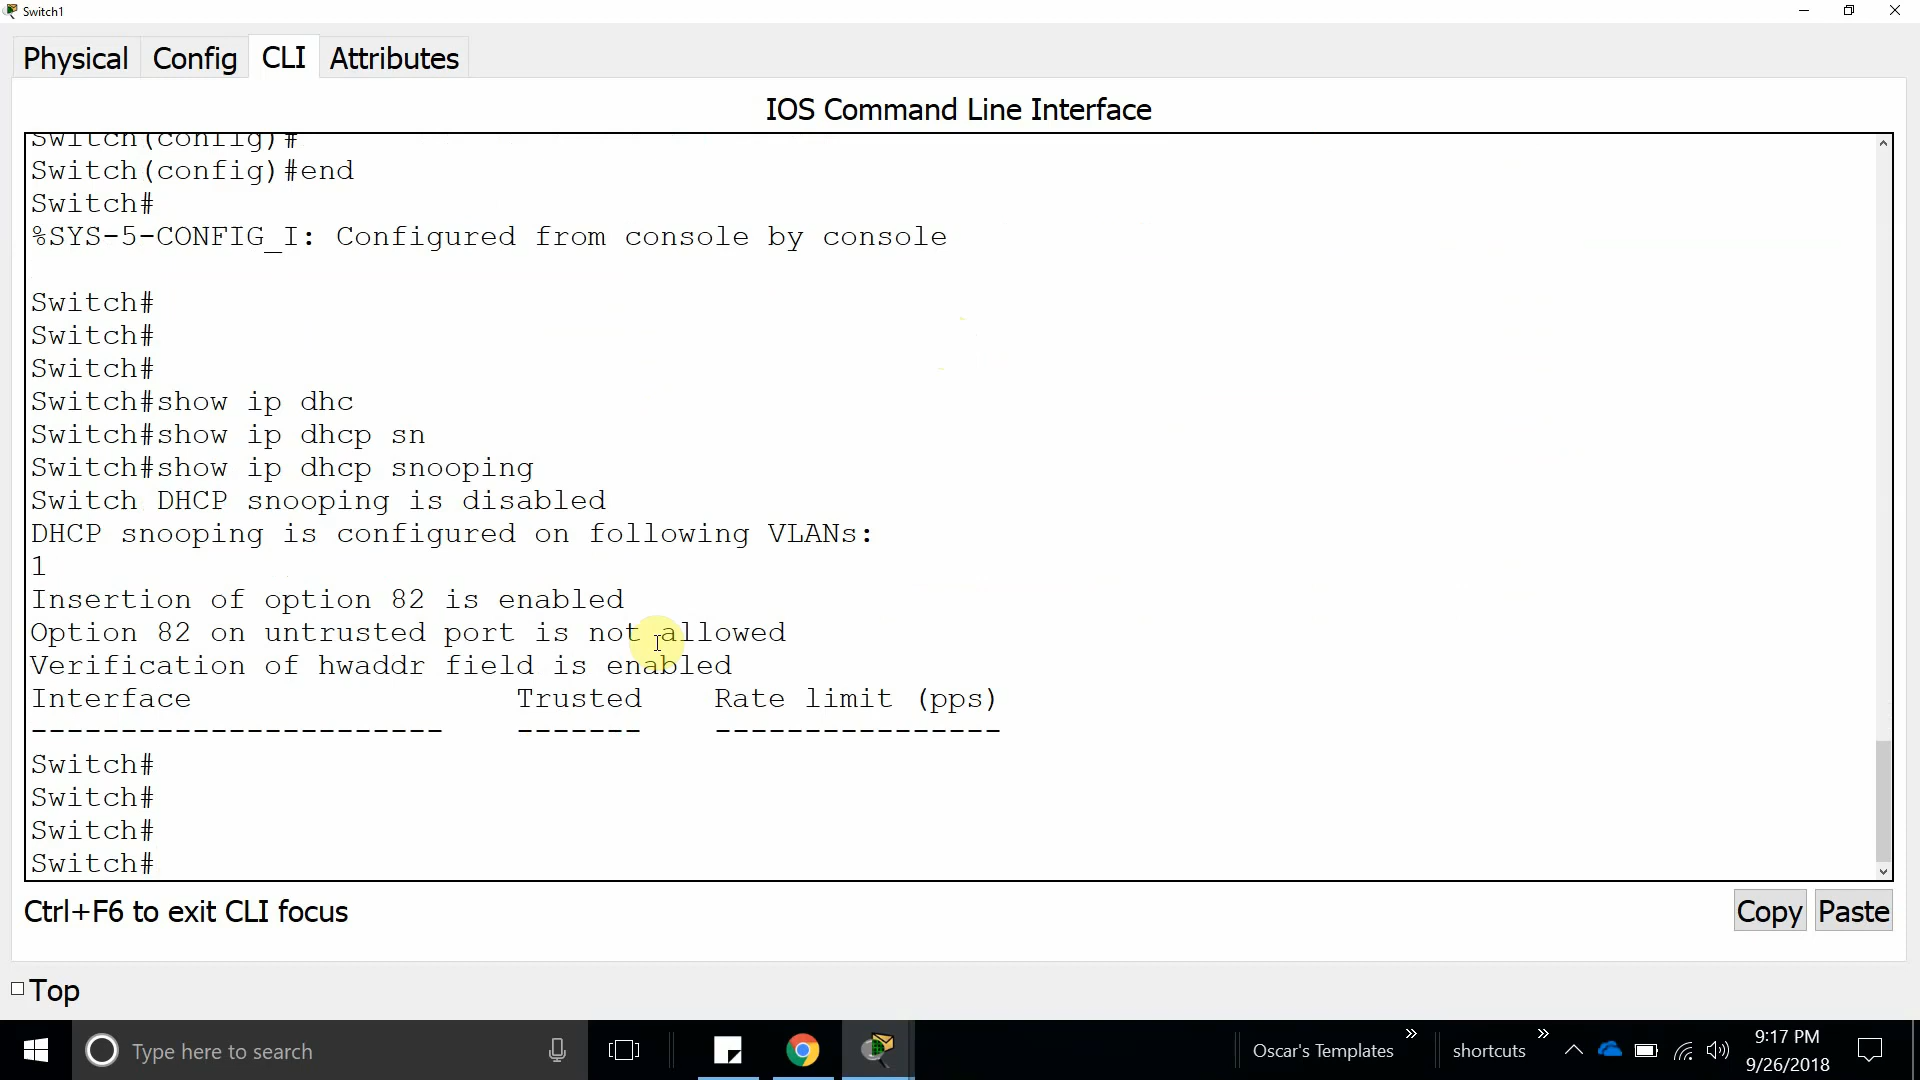 Switch1
Physical Config CLI Attributes
IOS Command Line Interface
Switch(config)#
Switch(config)#end
Switch#
%SYS-5-CONFIG_I: Configured from console by console
Switch#
Switch#
Switch#
Switch#show ip dhc
Switch#show ip dhcp sn
Switch#show ip dhcp snooping
Switch DHCP snooping is disabled
DHCP snooping is configured on following VLANs:
1
Insertion of option 82 is enabled
Option 82 on untrusted port is not allowed
Verification of hwaddr field is enabled
Interface Trusted Rate limit (pps)
----------------------- ------- ----------------
Switch#
Switch#
Switch#
Switch#
Ctrl+F6 to exit CLI focus
Copy Paste
Top
Type here to search
Oscar's Templates » shortcuts »
9:17 PM
9/26/2018